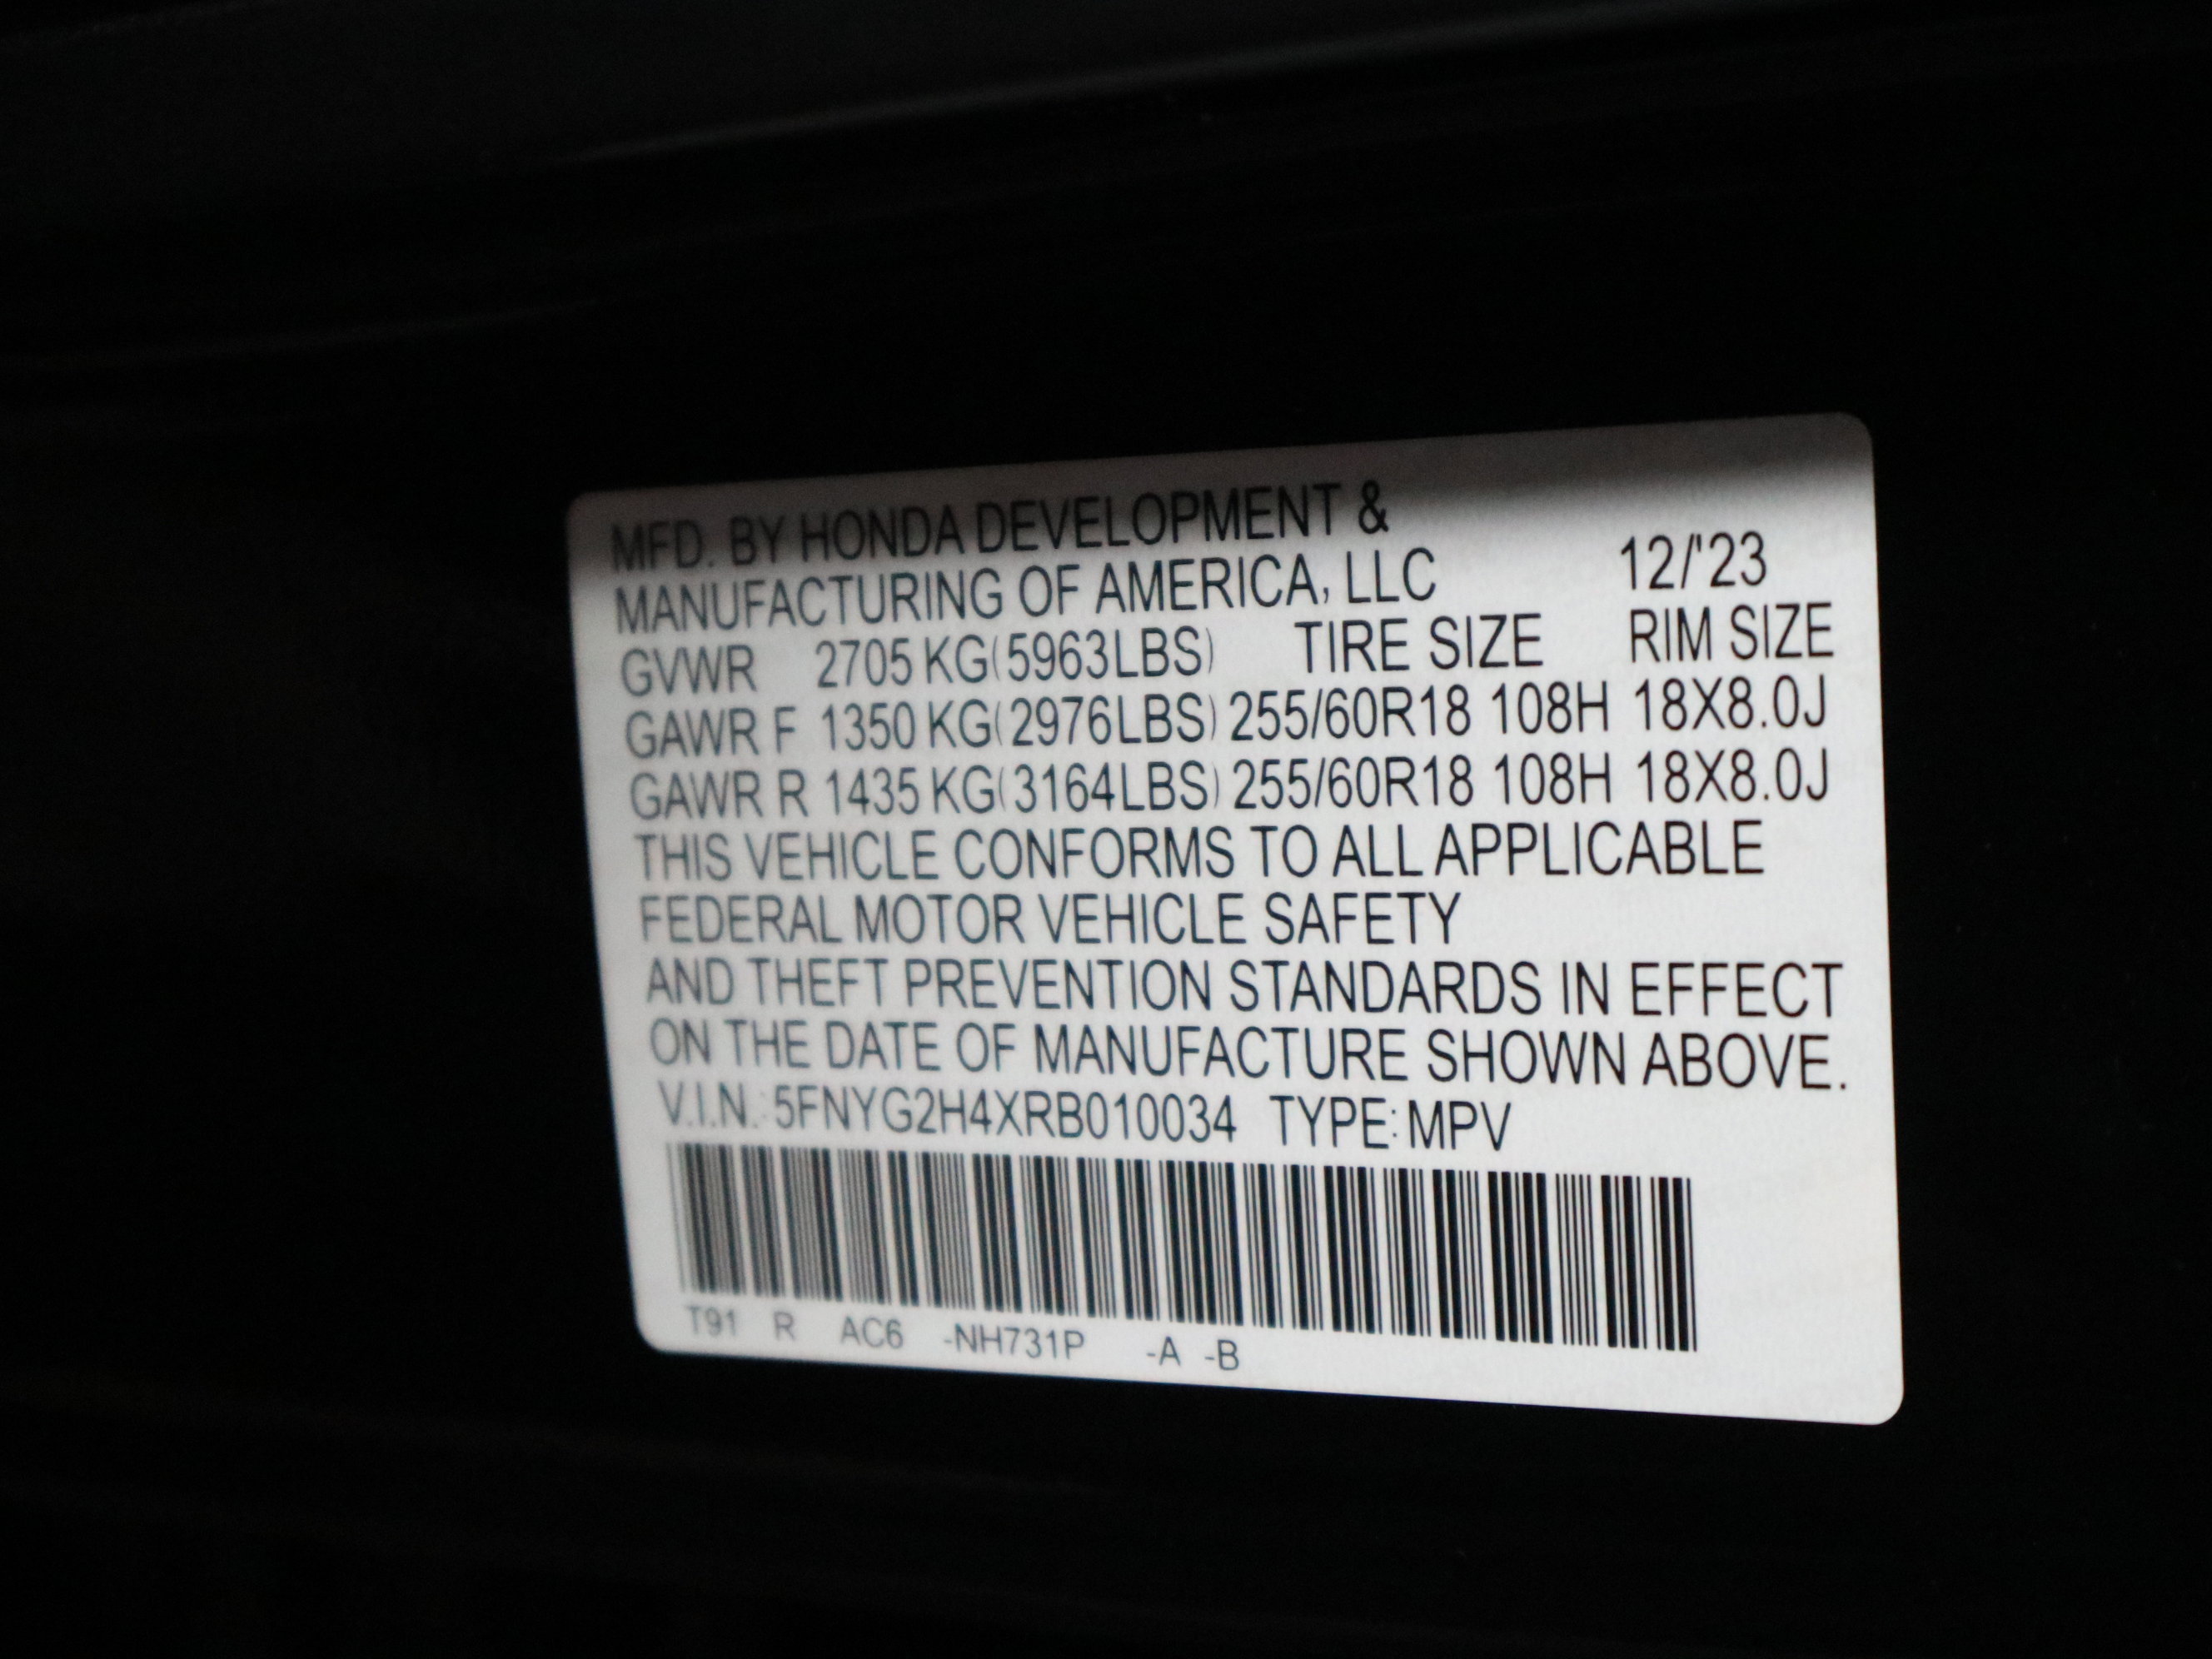 MFD. BY HONDA DEVELOPMENT &
MANUFACTURING OF AMERICA, LLC 12/'23
GVWR 2705 KG(5963LBS) TIRE SIZE RIM SIZE
GAWR F 1350 KG(2976LBS) 255/60R18 108H 18X8.0J
GAWR R 1435 KG(3164LBS) 255/60R18 108H 18X8.0J
THIS VEHICLE CONFORMS TO ALL APPLICABLE
FEDERAL MOTOR VEHICLE SAFETY
AND THEFT PREVENTION STANDARDS IN EFFECT
ON THE DATE OF MANUFACTURE SHOWN ABOVE.
V.I.N.: 5FNYG2H4XRB010034 TYPE: MPV
T91 R AC6 -NH731P -A -B